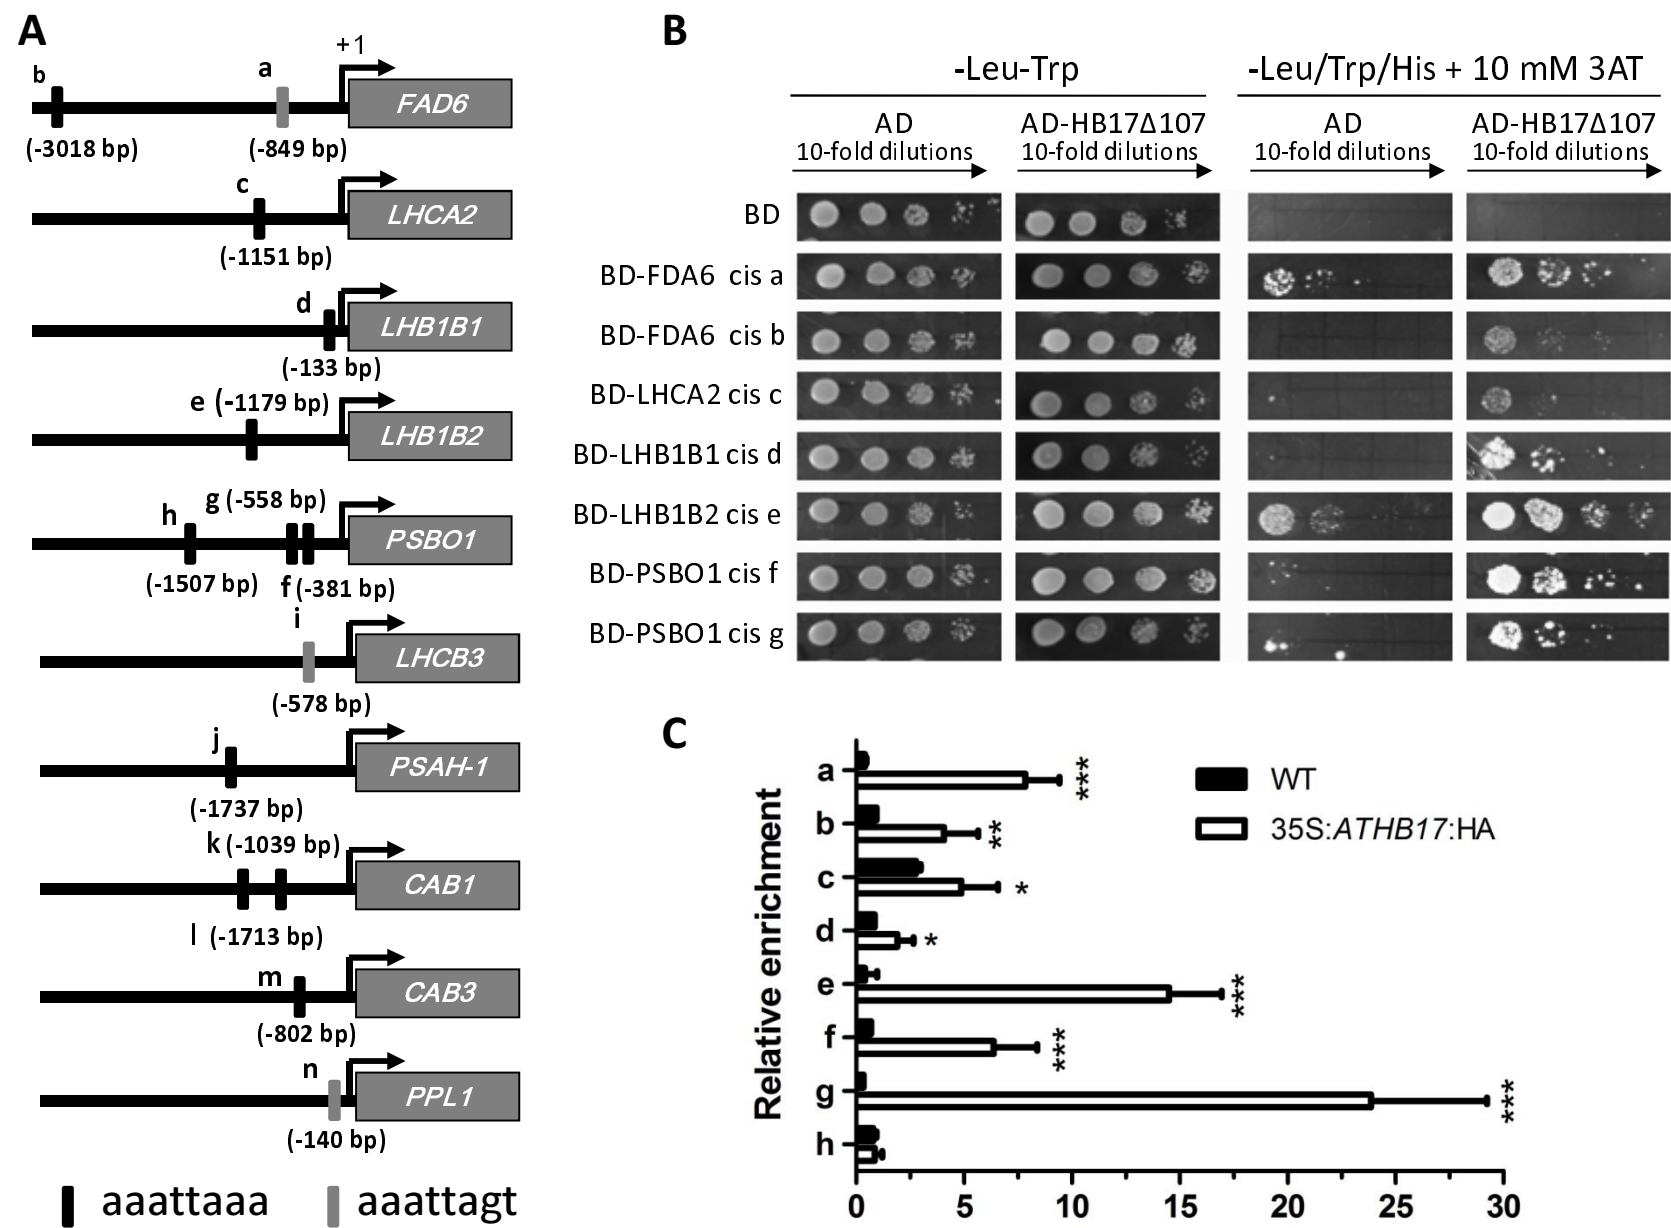 A
+1
b
a
FAD6
(-3018 bp)
(-849 bp)
c
LHCA2
(-1151 bp)
d
LHB1B1
(-133 bp)
e (-1179 bp)
LHB1B2
g (-558 bp)
h
PSBO1
(-1507 bp)
f (-381 bp)
i
LHCB3
(-578 bp)
j
PSAH-1
(-1737 bp)
k (-1039 bp)
CAB1
l (-1713 bp)
m
CAB3
(-802 bp)
n
PPL1
(-140 bp)
aaattaaa
aaattagt
B
-Leu-Trp
-Leu/Trp/His + 10 mM 3AT
AD
AD-HB17Δ107
AD
AD-HB17Δ107
10-fold dilutions
10-fold dilutions
10-fold dilutions
10-fold dilutions
BD
BD-FDA6 cis a
BD-FDA6 cis b
BD-LHCA2 cis c
BD-LHB1B1 cis d
BD-LHB1B2 cis e
BD-PSBO1 cis f
BD-PSBO1 cis g
C
Relative enrichment
a
***
b
**
c
*
d
*
e
***
f
***
g
***
h
WT
35S:ATHB17:HA
0 5 10 15 20 25 30